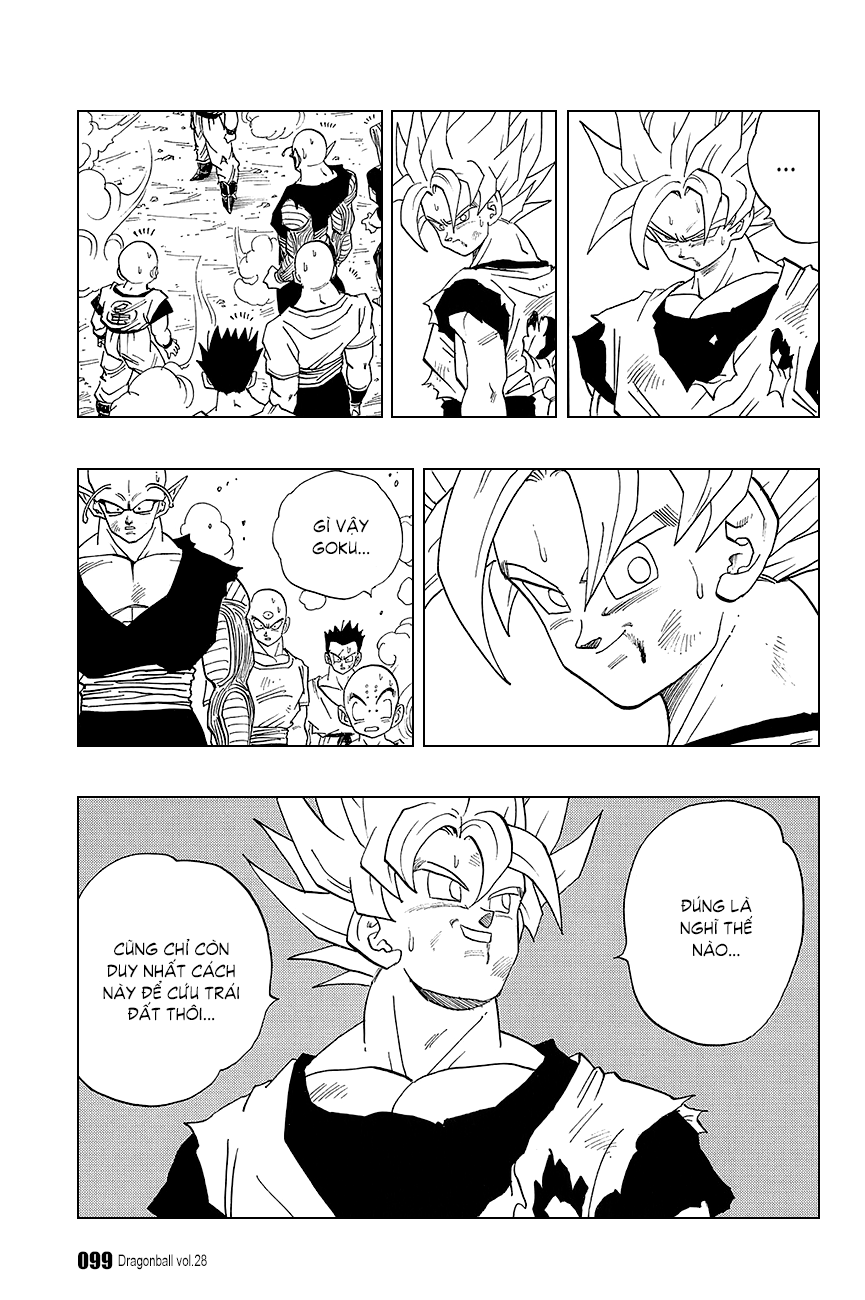 ...
GÌ VẬY
GOKU...
ĐÚNG LÀ
NGHĨ THẾ
NÀO...
CŨNG CHỈ CÒN
DUY NHẤT CÁCH
NÀY ĐỂ CỨU TRÁI
ĐẤT THÔI...
099 Dragonball vol.28